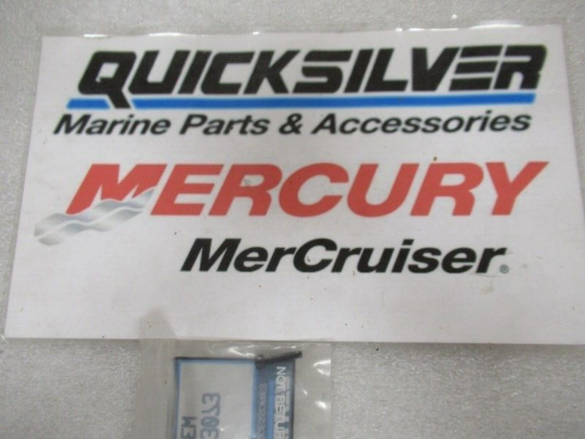 QUICKSILVER
Marine Parts & Accessories
MERCURY
MerCruiser®